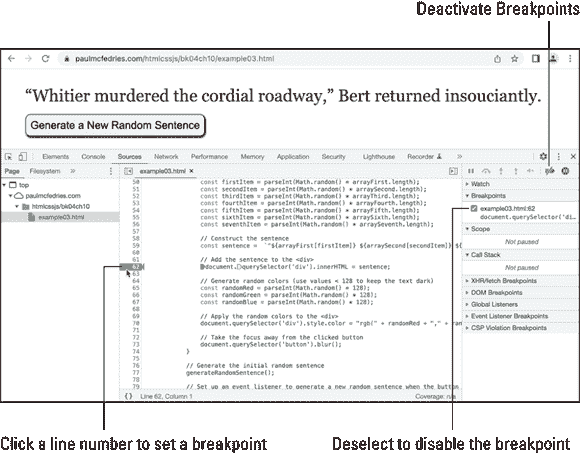 Deactivate Breakpoints
paulmcfedries.com/htmlcssjs/bk04ch10/example03.html
“Whitier murdered the cordial roadway,” Bert returned insouciantly.
Generate a New Random Sentence
Elements Console Sources Network Performance Memory Application Security Lighthouse Recorder
Page Filesystem
example03.html
top
paulmcfedries.com
htmlcssjs/bk04ch10
example03.html
50 const firstItem = parseInt(Math.random() * arrayFirst.length);
51 const secondItem = parseInt(Math.random() * arraySecond.length);
52 const thirdItem = parseInt(Math.random() * arrayThird.length);
53 const fourthItem = parseInt(Math.random() * arrayFourth.length);
54 const fifthItem = parseInt(Math.random() * arrayFifth.length);
55 const sixthItem = parseInt(Math.random() * arraySixth.length);
56 const seventhItem = parseInt(Math.random() * arraySeventh.length);
57
58 // Construct the sentence
59 const sentence = `"${arrayFirst[firstItem]} ${arraySecond[secondItem]}
60
61 // Add the sentence to the <div>
62 document.querySelector('div').innerHTML = sentence;
63
64 // Generate random colors (use values < 128 to keep the text dark)
65 const randomRed = parseInt(Math.random() * 128);
66 const randomGreen = parseInt(Math.random() * 128);
67 const randomBlue = parseInt(Math.random() * 128);
68
69 // Apply the random colors to the <div>
70 document.querySelector('div').style.color = "rgb(" + randomRed + "," +
71
72 // Take the focus away from the clicked button
73 document.querySelector('button').blur();
74 }
75
76 // Generate the initial random sentence
77 generateRandomSentence();
78
79 // Set up an event listener to generate a new random sentence when the button
{} Line 62, Column 1 Coverage: n/a
Watch
Breakpoints
example03.html:62
document.querySelector('di…
Scope
Not paused
Call Stack
Not paused
XHR/fetch Breakpoints
DOM Breakpoints
Global Listeners
Event Listener Breakpoints
CSP Violation Breakpoints
Click a line number to set a breakpoint
Deselect to disable the breakpoint